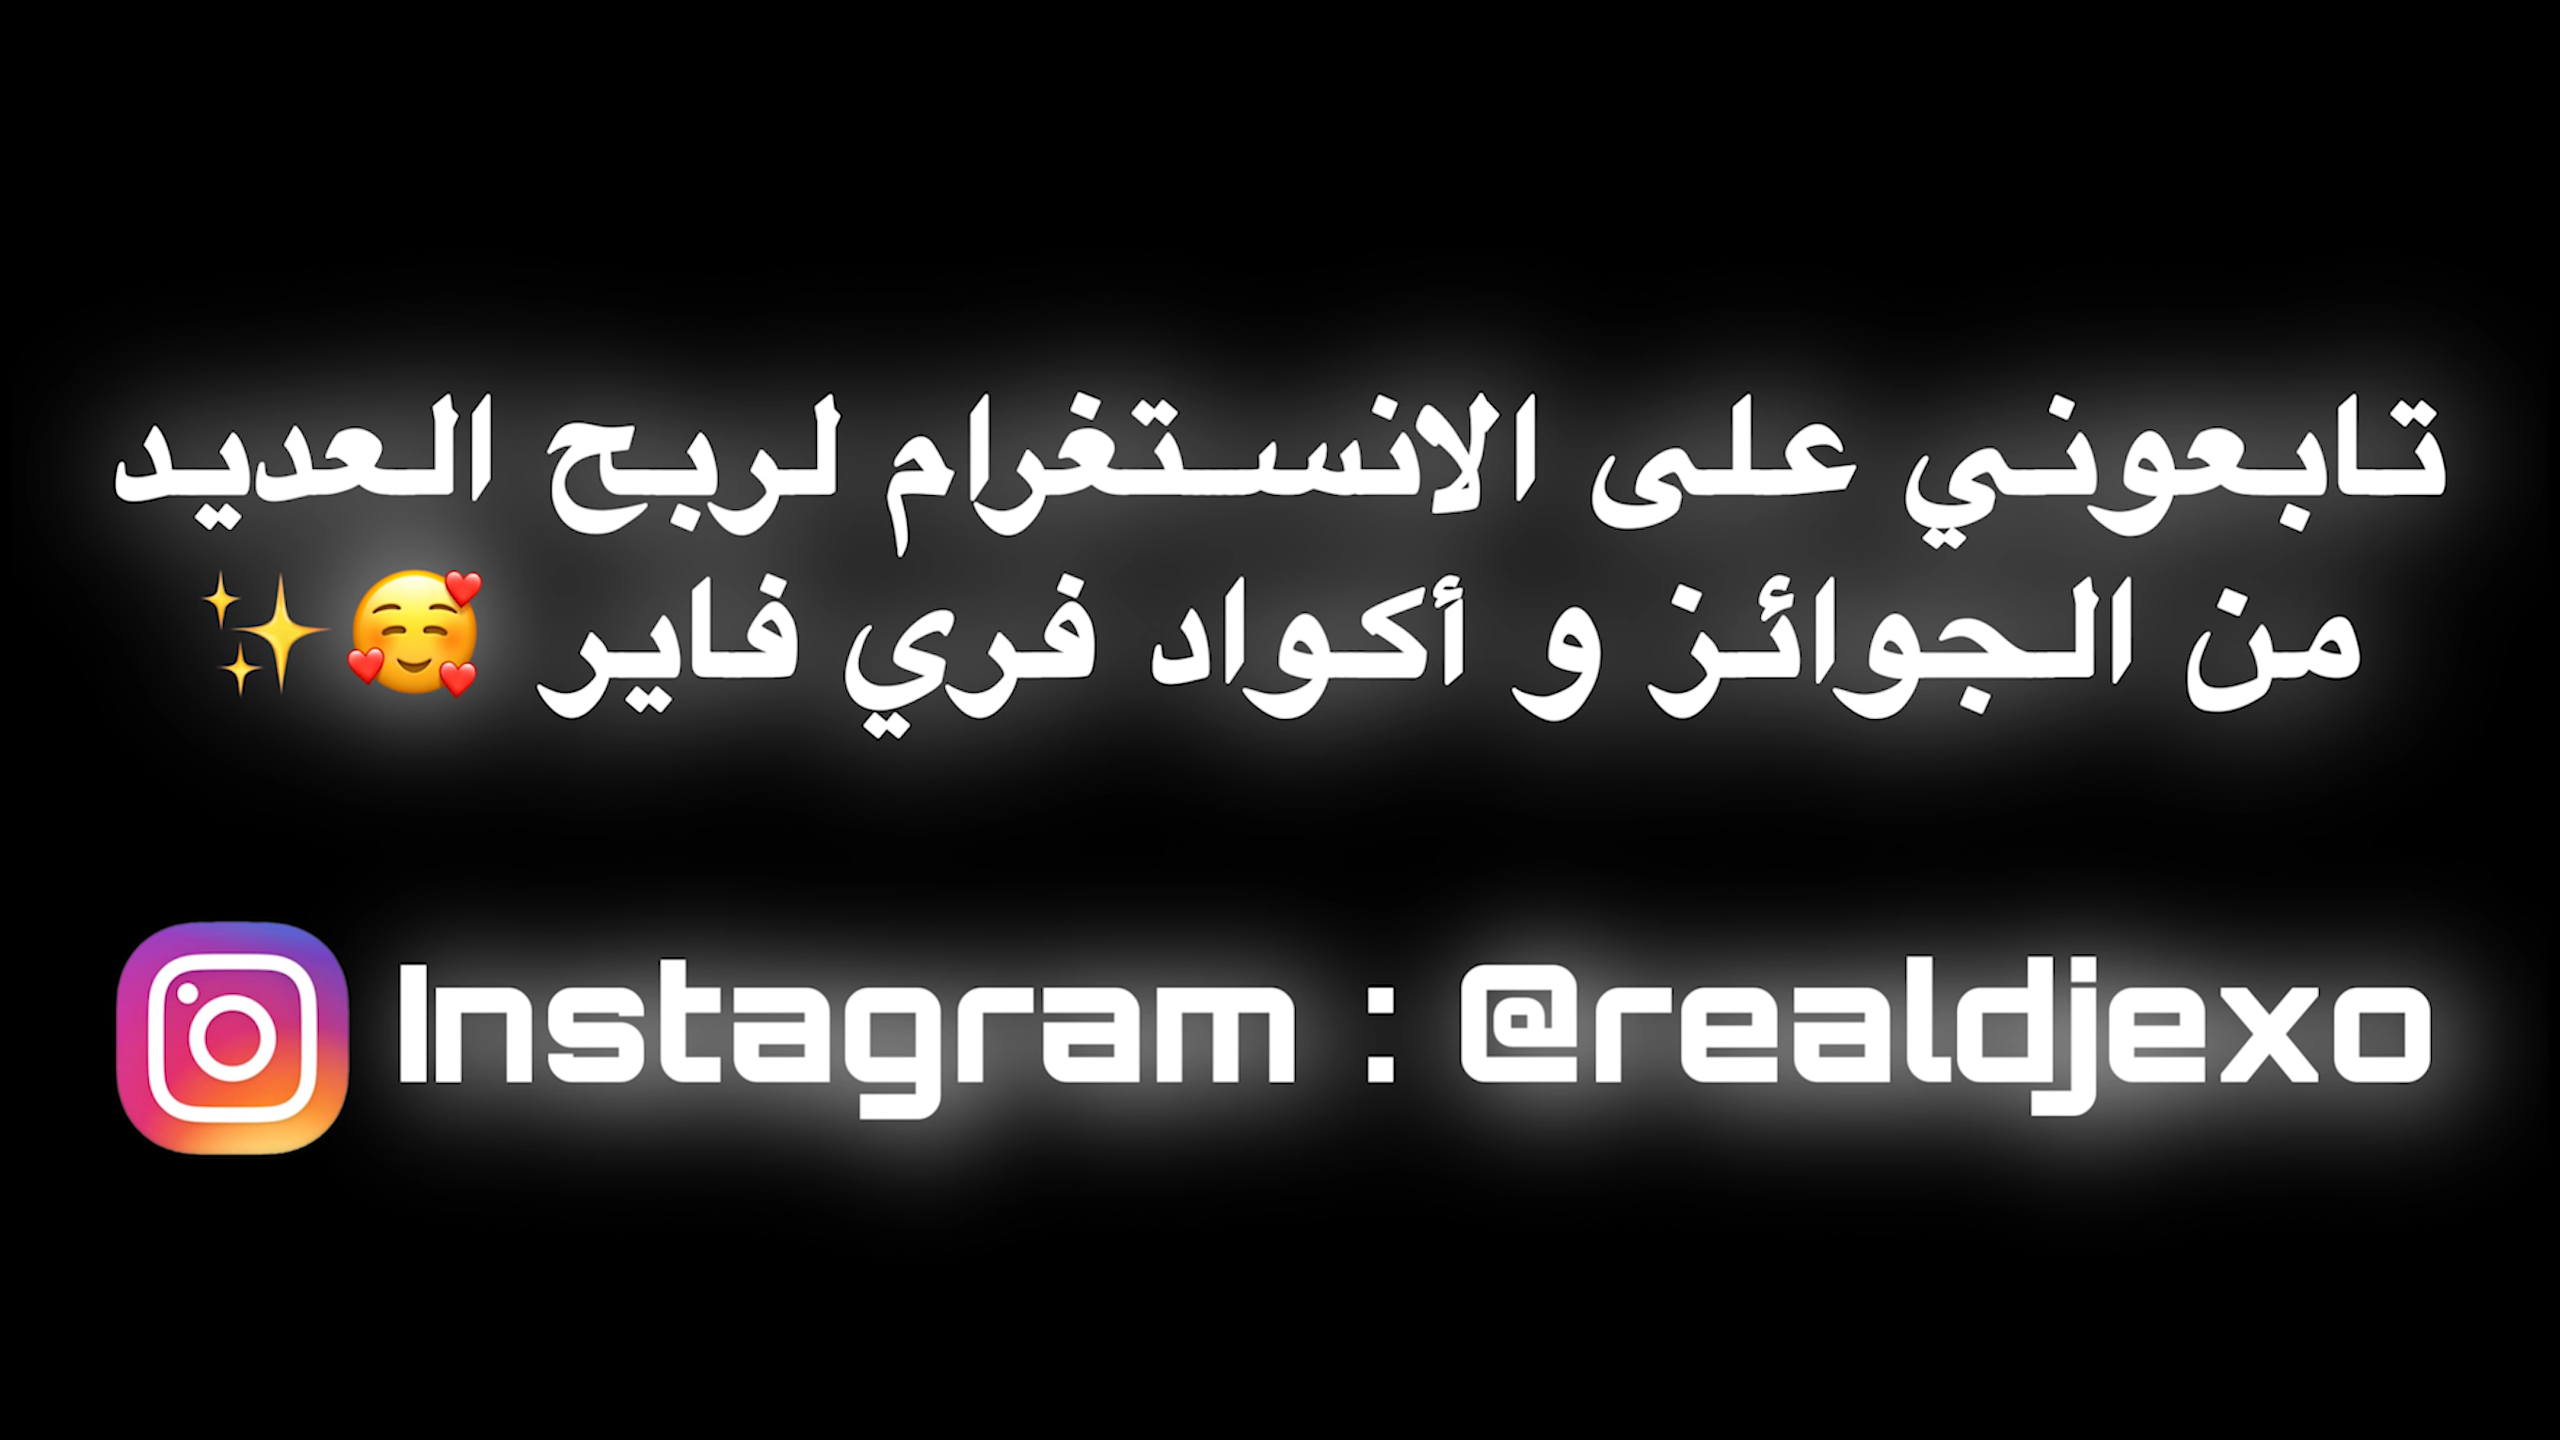 تابعوني على الانستغرام لربح العديد
من الجوائز و أكواد فري فاير 🥰✨
Instagram : @realdjexo